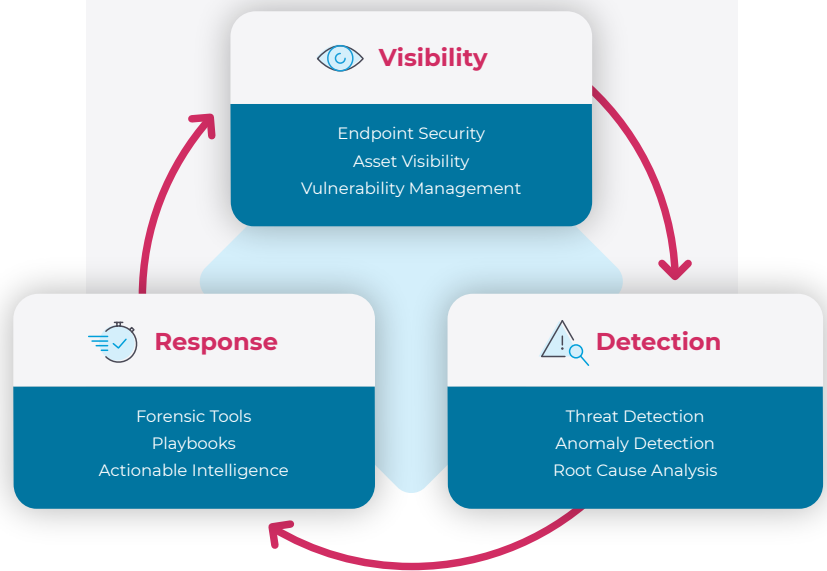 Visibility
Endpoint Security
Asset Visibility
Vulnerability Management
Response
Forensic Tools
Playbooks
Actionable Intelligence
Detection
Threat Detection
Anomaly Detection
Root Cause Analysis